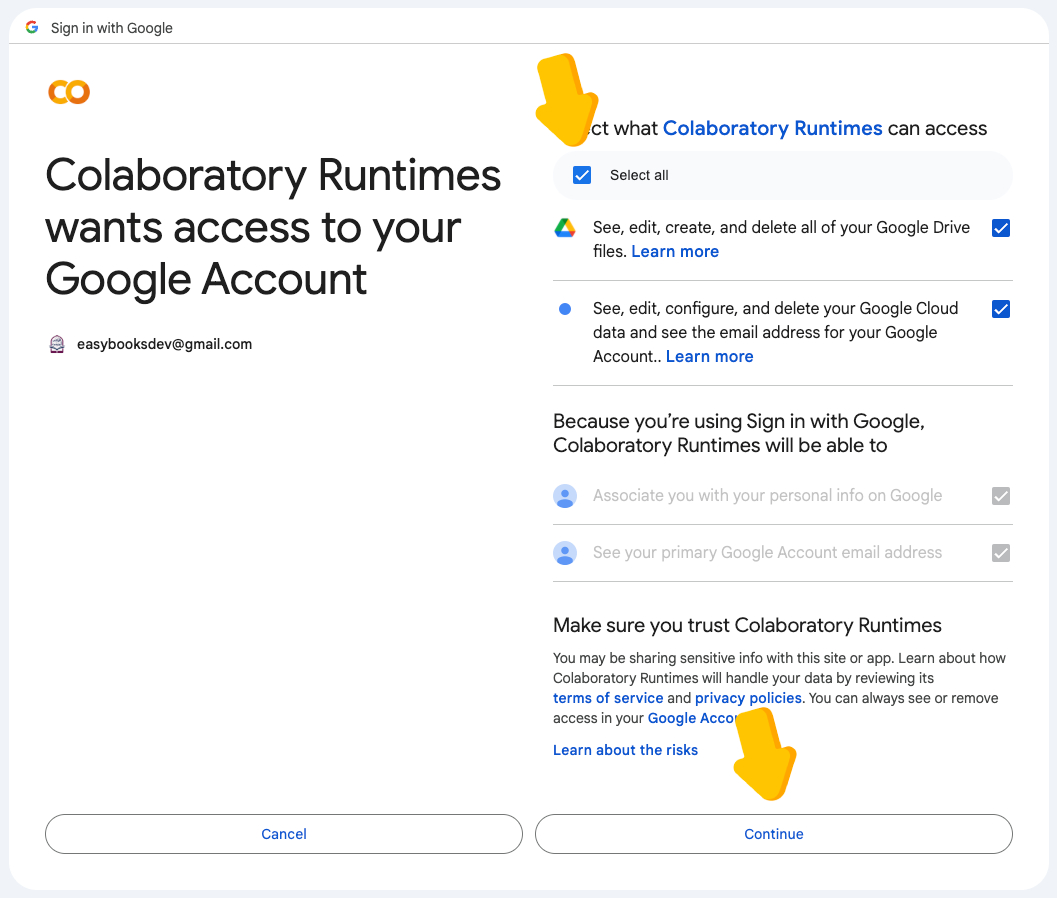 Sign in with Google
Colaboratory Runtimes
wants access to your
Google Account
easybooksdev@gmail.com
ct what Colaboratory Runtimes can access
Select all
See, edit, create, and delete all of your Google Drive
files. Learn more
See, edit, configure, and delete your Google Cloud
data and see the email address for your Google
Account.. Learn more
Because you’re using Sign in with Google,
Colaboratory Runtimes will be able to
Associate you with your personal info on Google
See your primary Google Account email address
Make sure you trust Colaboratory Runtimes
You may be sharing sensitive info with this site or app. Learn about how
Colaboratory Runtimes will handle your data by reviewing its
terms of service and privacy policies. You can always see or remove
access in your Google Accou
Learn about the risks
Cancel
Continue